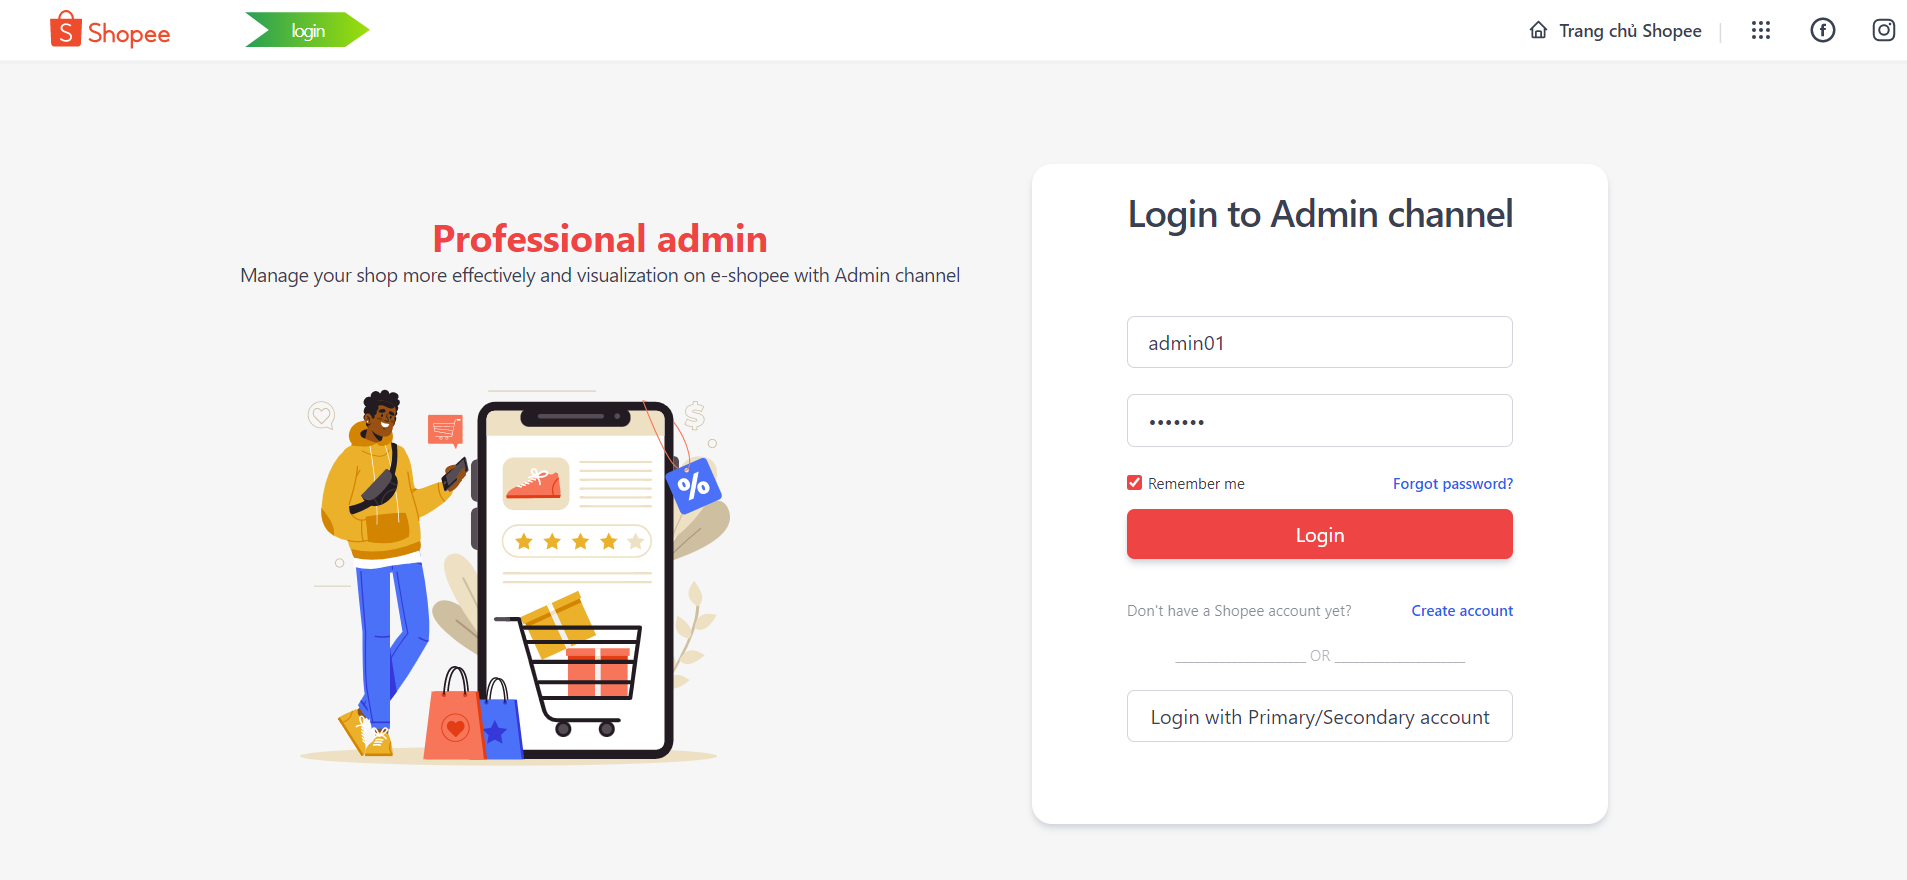 Shopee
login
Trang chủ Shopee
Professional admin
Manage your shop more effectively and visualization on e-shopee with Admin channel
Login to Admin channel
admin01
•••••••
Remember me
Forgot password?
Login
Don't have a Shopee account yet?
Create account
OR
Login with Primary/Secondary account